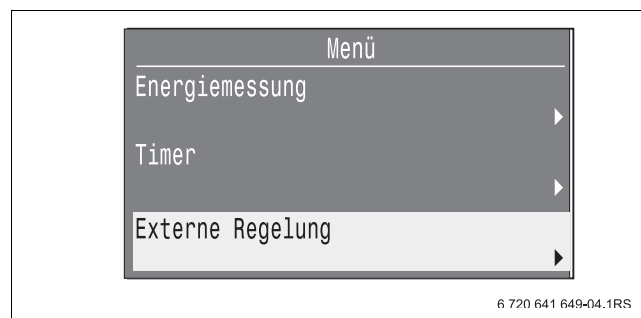 Menü
Energiemessung
Timer
Externe Regelung
6 720 641 649-04.1RS